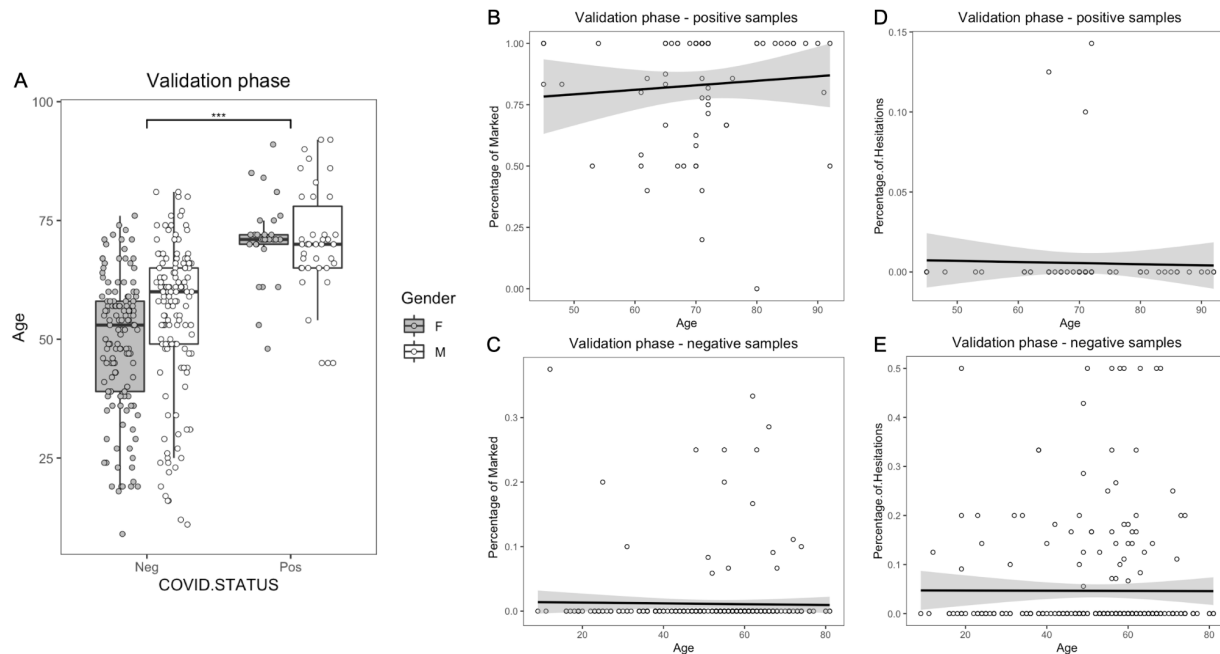 A
Validation phase
***
100
75
50
25
Age
Neg
Pos
COVID.STATUS
Gender
F
M
B
Validation phase - positive samples
1.00
0.75
0.50
0.25
0.00
Percentage of Marked
50
60
70
80
90
Age
D
Validation phase - positive samples
0.15
0.10
0.05
0.00
Percentage.of.Hesitations
50
60
70
80
90
Age
C
Validation phase - negative samples
0.3
0.2
0.1
0.0
Percentage of Marked
20
40
60
80
Age
E
Validation phase - negative samples
0.5
0.4
0.3
0.2
0.1
0.0
Percentage.of.Hesitations
20
40
60
80
Age